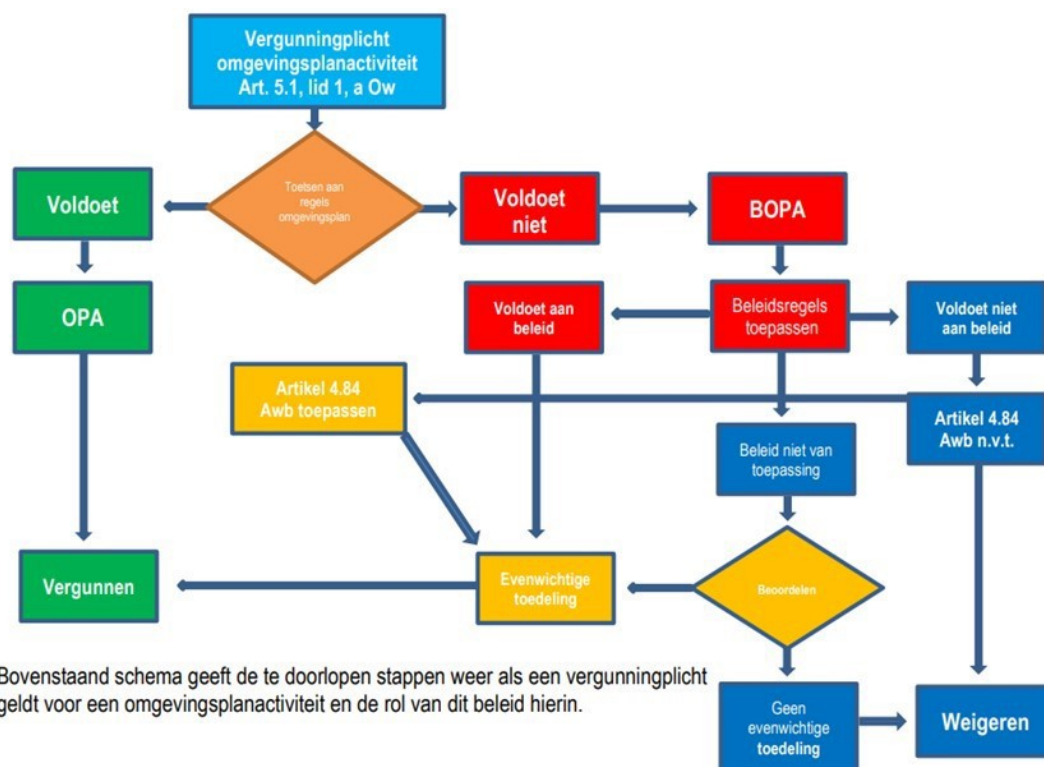 Vergunningplicht
omgevingsplanactiviteit
Art. 5.1, lid 1, a Ow
Toetsen aan
regels
omgevingsplan
Voldoet
Voldoet
niet
BOPA
OPA
Voldoet aan
beleid
Beleidsregels
toepassen
Voldoet niet
aan beleid
Artikel 4.84
Awb toepassen
Artikel 4.84
Awb n.v.t.
Beleid niet van
toepassing
Vergunnen
Evenwichtige
toedeling
Beoordelen
Bovenstaand schema geeft de te doorlopen stappen weer als een vergunningplicht
geldt voor een omgevingsplanactiviteit en de rol van dit beleid hierin.
Geen
evenwichtige
toedeling
Weigeren